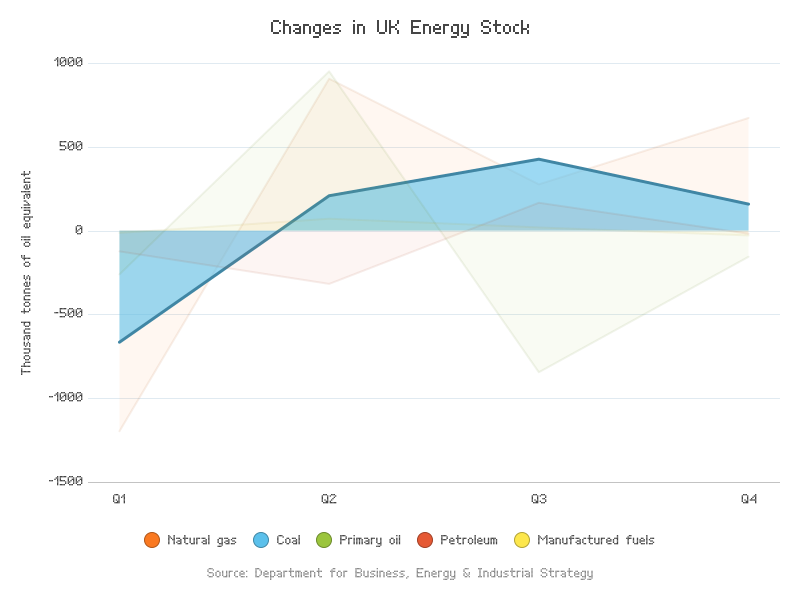 Changes in UK Energy Stock
Thousand tonnes of oil equivalent
1000
500
0
-500
-1000
-1500
Q1 Q2 Q3 Q4
Natural gas Coal Primary oil Petroleum Manufactured fuels
Source: Department for Business, Energy & Industrial Strategy